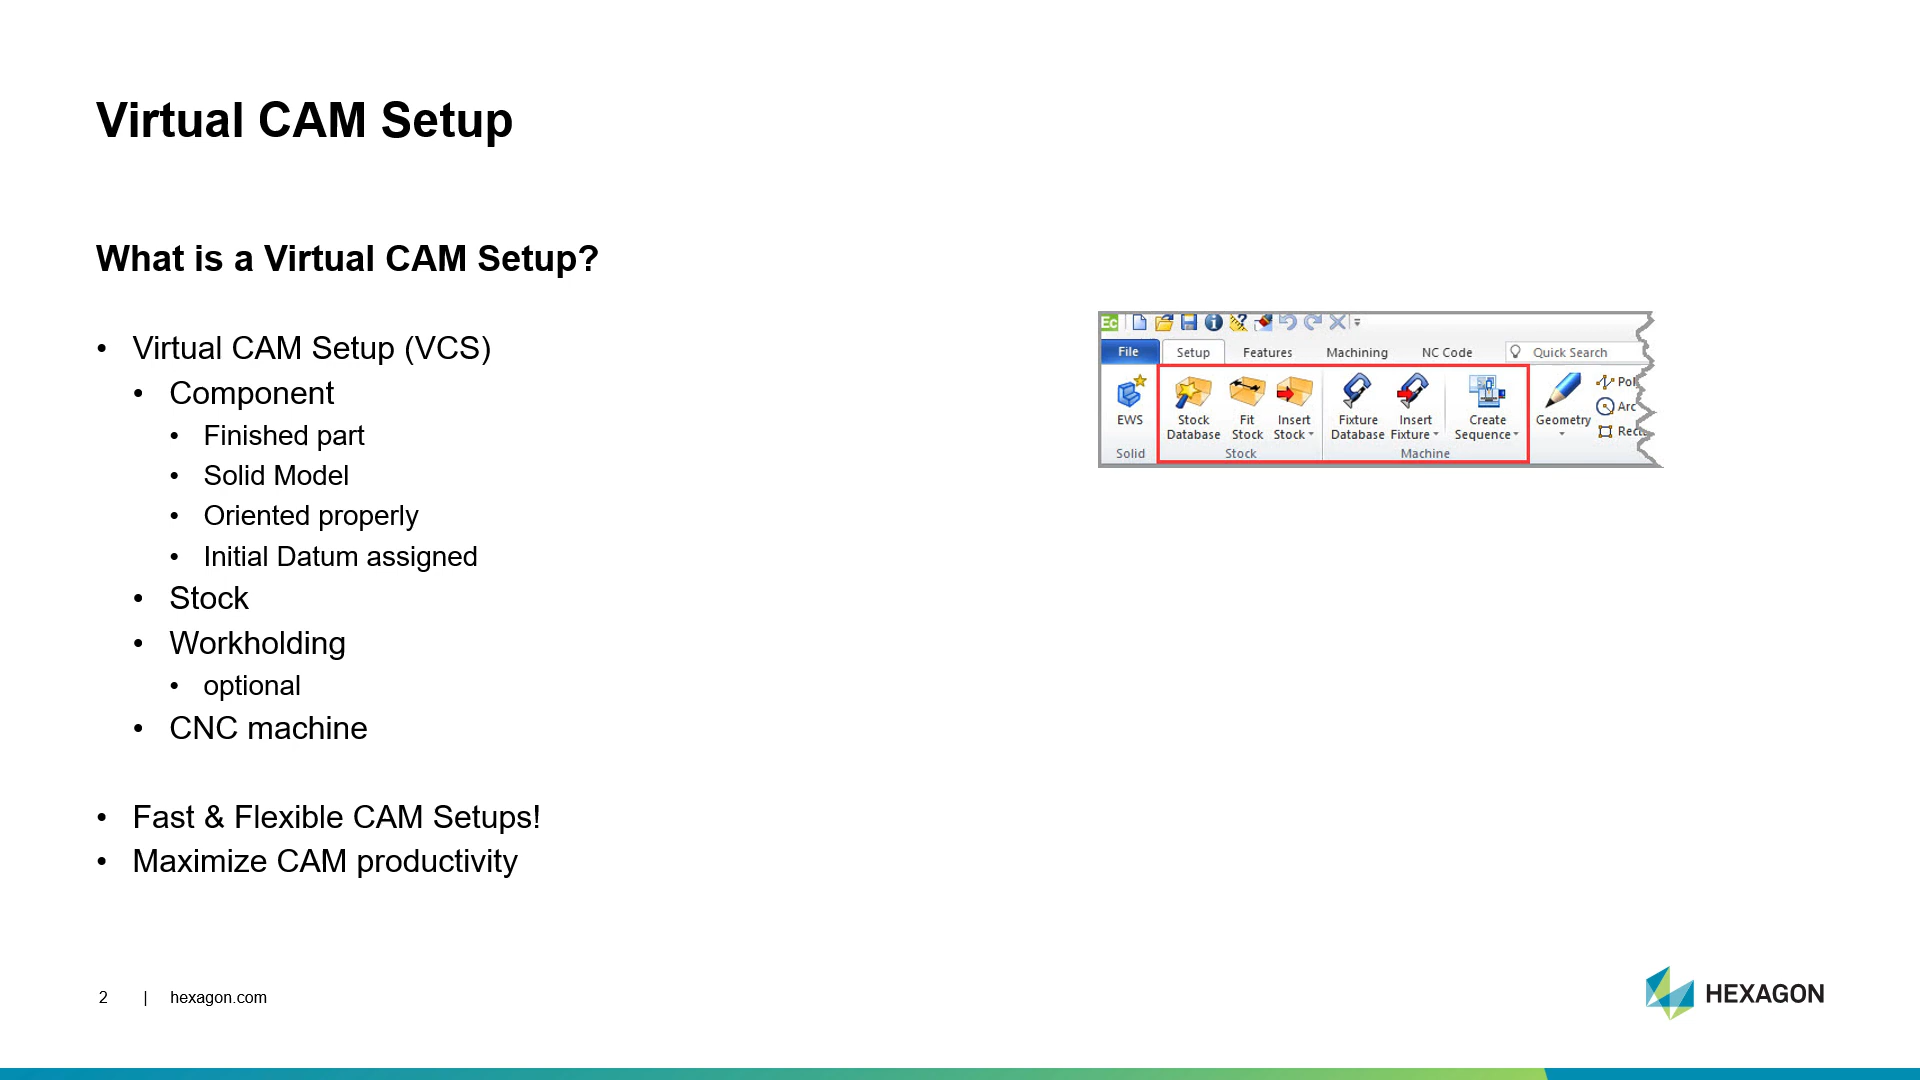 Virtual CAM Setup
What is a Virtual CAM Setup?
• Virtual CAM Setup (VCS)
• Component
• Finished part
• Solid Model
• Oriented properly
• Initial Datum assigned
• Stock
• Workholding
• optional
• CNC machine
• Fast & Flexible CAM Setups!
• Maximize CAM productivity
Ec
File Setup Features Machining NC Code Quick Search
EWS
Solid
Stock Database
Fit Stock
Insert Stock
Stock
Fixture Database
Insert Fixture
Create Sequence
Machine
Geometry
Arc
2 | hexagon.com
HEXAGON